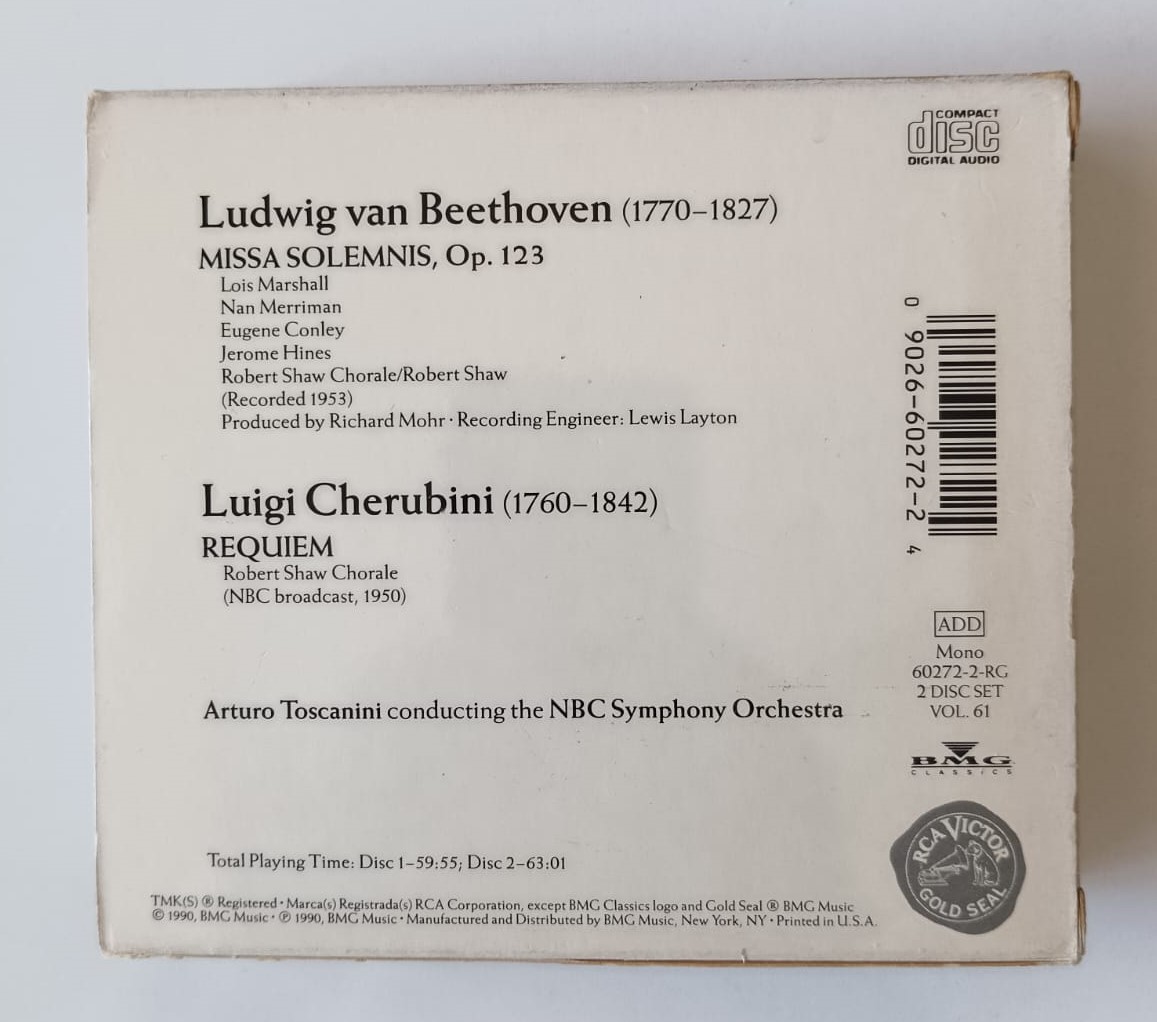 COMPACT
disc
DIGITAL AUDIO
Ludwig van Beethoven (1770–1827)
MISSA SOLEMNIS, Op. 123
Lois Marshall
Nan Merriman
Eugene Conley
Jerome Hines
Robert Shaw Chorale/Robert Shaw
(Recorded 1953)
Produced by Richard Mohr · Recording Engineer: Lewis Layton
Luigi Cherubini (1760–1842)
REQUIEM
Robert Shaw Chorale
(NBC broadcast, 1950)
Arturo Toscanini conducting the NBC Symphony Orchestra
Total Playing Time: Disc 1–59:55; Disc 2–63:01
TMK(S) ® Registered · Marca(s) Registrada(s) RCA Corporation, except BMG Classics logo and Gold Seal ® BMG Music
© 1990, BMG Music · ℗ 1990, BMG Music · Manufactured and Distributed by BMG Music, New York, NY · Printed in U.S.A.
0 9026-60272-2 4
ADD
Mono
60272-2-RG
2 DISC SET
VOL. 61
BMG
CLASSICS
RCA VICTOR
GOLD SEAL